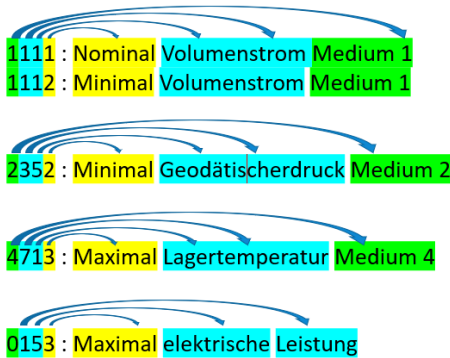 1111 : Nominal Volumenstrom Medium 1
1112 : Minimal Volumenstrom Medium 1
2352 : Minimal Geodätischerdruck Medium 2
4713 : Maximal Lagertemperatur Medium 4
0153 : Maximal elektrische Leistung